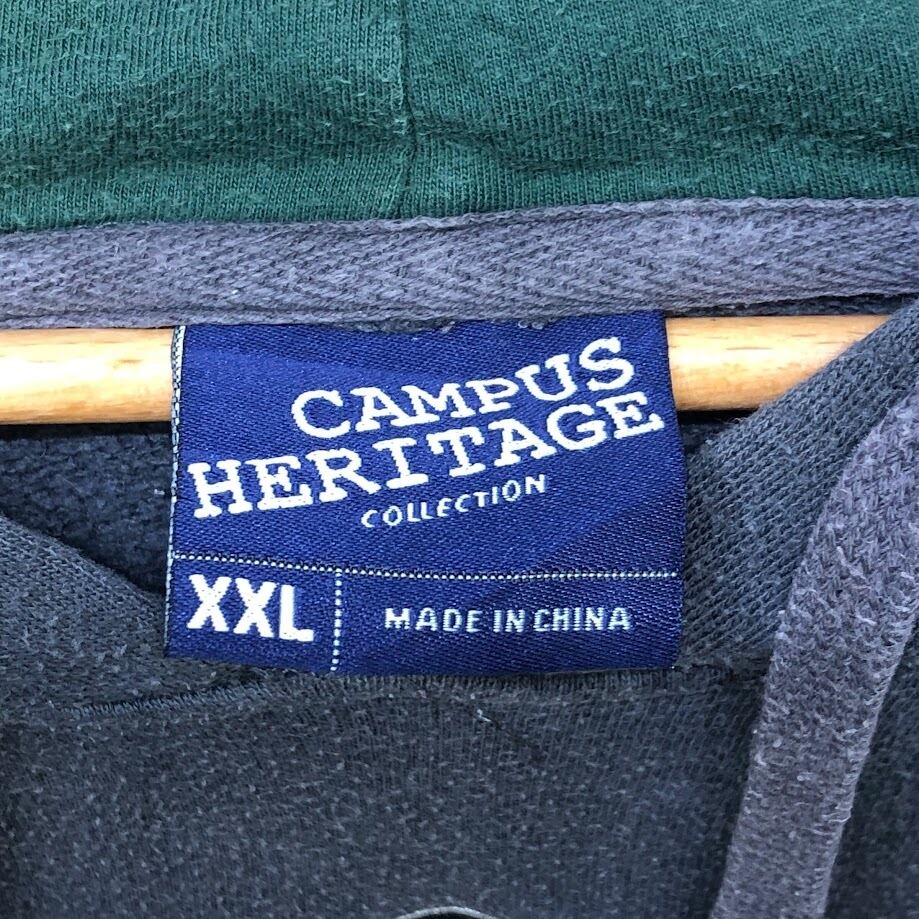 CAMPUS
HERITAGE
COLLECTION
XXL
MADE IN CHINA